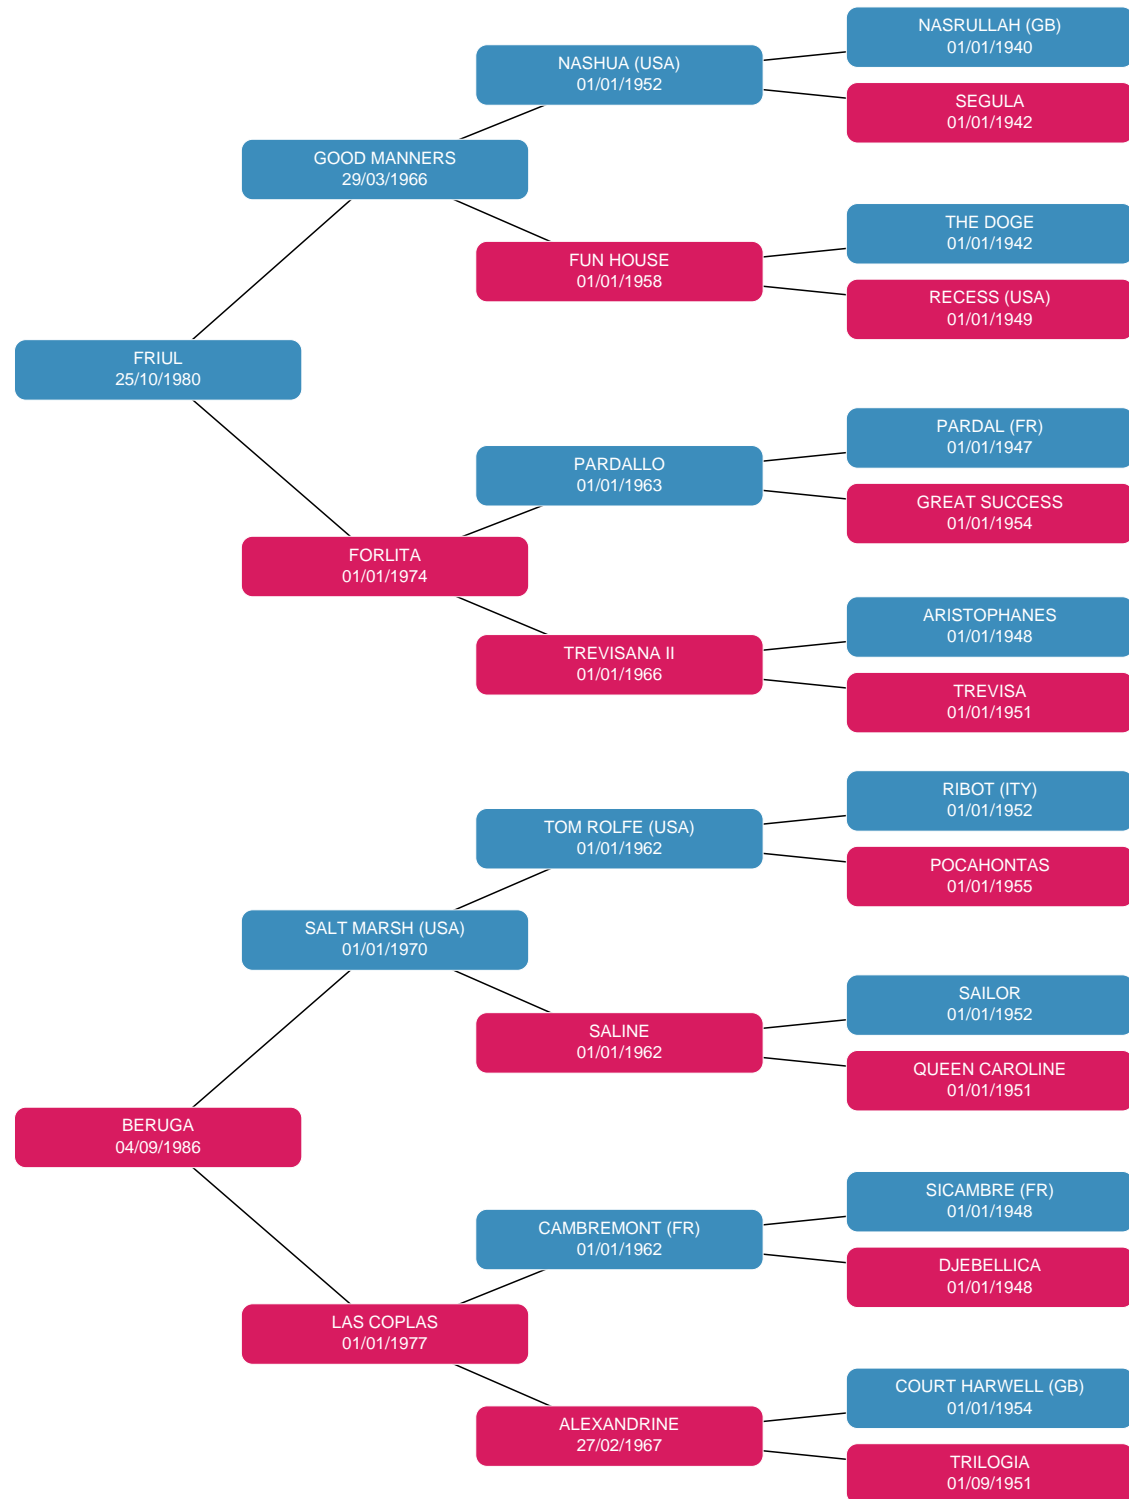 NASRULLAH (GB)
01/01/1940
NASHUA (USA)
01/01/1952
SEGULA
01/01/1942
GOOD MANNERS
29/03/1966
THE DOGE
01/01/1942
FUN HOUSE
01/01/1958
RECESS (USA)
01/01/1949
FRIUL
25/10/1980
PARDAL (FR)
01/01/1947
PARDALLO
01/01/1963
GREAT SUCCESS
01/01/1954
FORLITA
01/01/1974
ARISTOPHANES
01/01/1948
TREVISANA II
01/01/1966
TREVISA
01/01/1951
RIBOT (ITY)
01/01/1952
TOM ROLFE (USA)
01/01/1962
POCAHONTAS
01/01/1955
SALT MARSH (USA)
01/01/1970
SAILOR
01/01/1952
SALINE
01/01/1962
QUEEN CAROLINE
01/01/1951
BERUGA
04/09/1986
SICAMBRE (FR)
01/01/1948
CAMBREMONT (FR)
01/01/1962
DJEBELLICA
01/01/1948
LAS COPLAS
01/01/1977
COURT HARWELL (GB)
01/01/1954
ALEXANDRINE
27/02/1967
TRILOGIA
01/09/1951